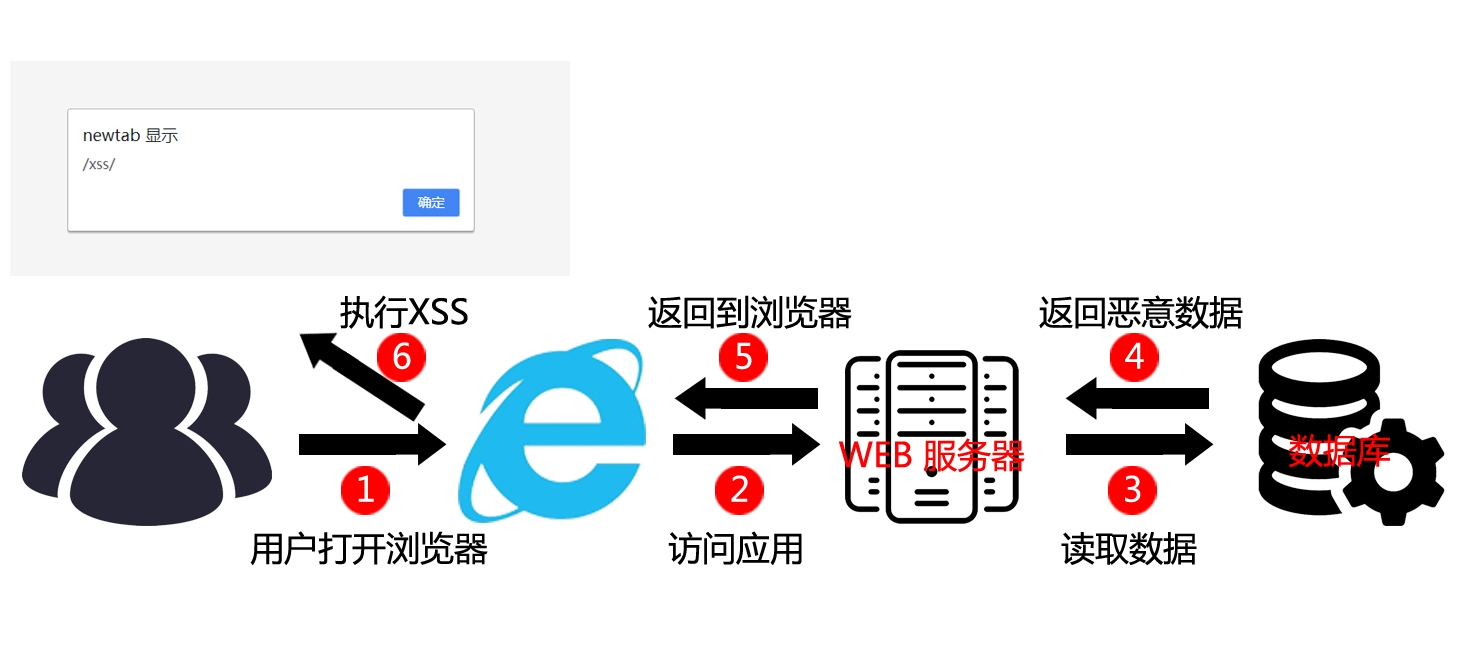 newtab 显示
/xss/
确定
执行XSS
返回到浏览器
返回恶意数据
6
5
4
WEB 服务器
数据库
1
2
3
用户打开浏览器
访问应用
读取数据